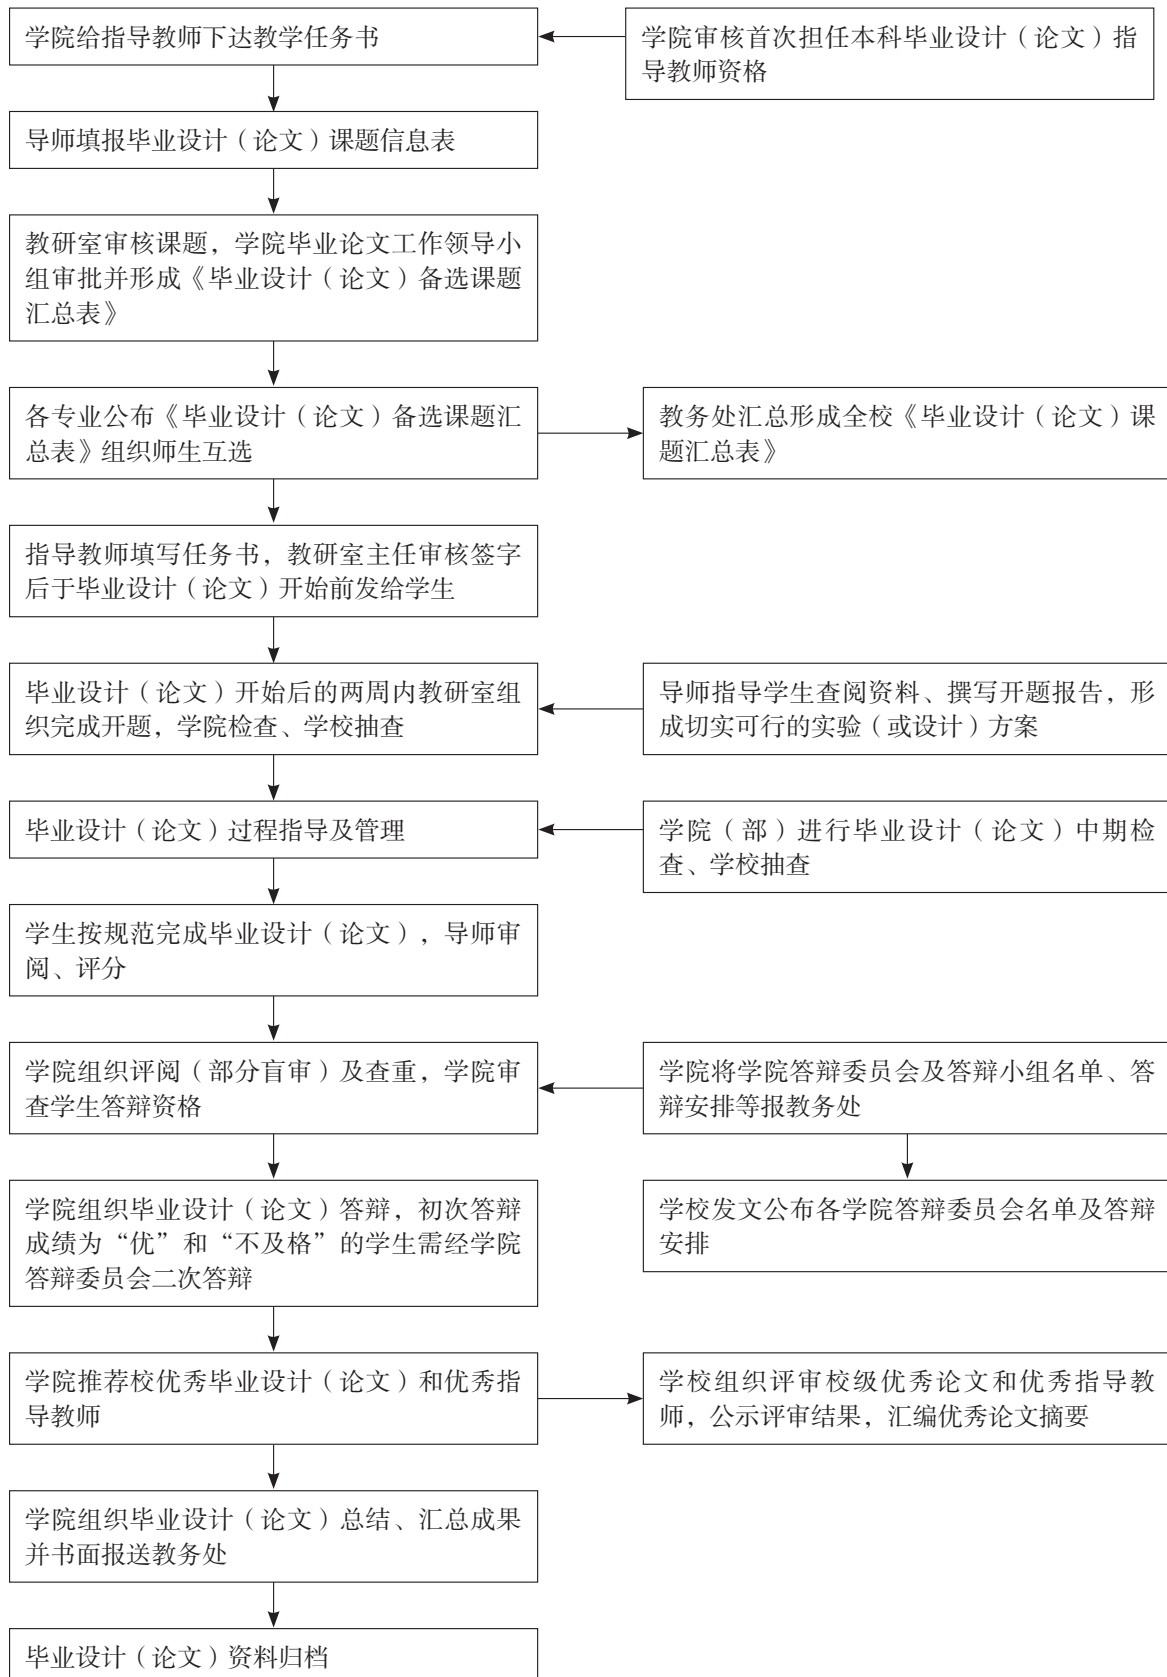 学院给指导教师下达教学任务书
学院审核首次担任本科毕业设计（论文）指
导教师资格
导师填报毕业设计（论文）课题信息表
教研室审核课题，学院毕业论文工作领导小
组审批并形成《毕业设计（论文）备选课题
汇总表》
各专业公布《毕业设计（论文）备选课题汇
总表》组织师生互选
教务处汇总形成全校《毕业设计（论文）课
题汇总表》
指导教师填写任务书，教研室主任审核签字
后于毕业设计（论文）开始前发给学生
毕业设计（论文）开始后的两周内教研室组
织完成开题，学院检查、学校抽查
导师指导学生查阅资料、撰写开题报告，形
成切实可行的实验（或设计）方案
毕业设计（论文）过程指导及管理
学院（部）进行毕业设计（论文）中期检
查、学校抽查
学生按规范完成毕业设计（论文），导师审
阅、评分
学院组织评阅（部分盲审）及查重，学院审
查学生答辩资格
学院将学院答辩委员会及答辩小组名单、答
辩安排等报教务处
学院组织毕业设计（论文）答辩，初次答辩
成绩为“优”和“不及格”的学生需经学院
答辩委员会二次答辩
学校发文公布各学院答辩委员会名单及答辩
安排
学院推荐校优秀毕业设计（论文）和优秀指
导教师
学校组织评审校级优秀论文和优秀指导教
师，公示评审结果，汇编优秀论文摘要
学院组织毕业设计（论文）总结、汇总成果
并书面报送教务处
毕业设计（论文）资料归档